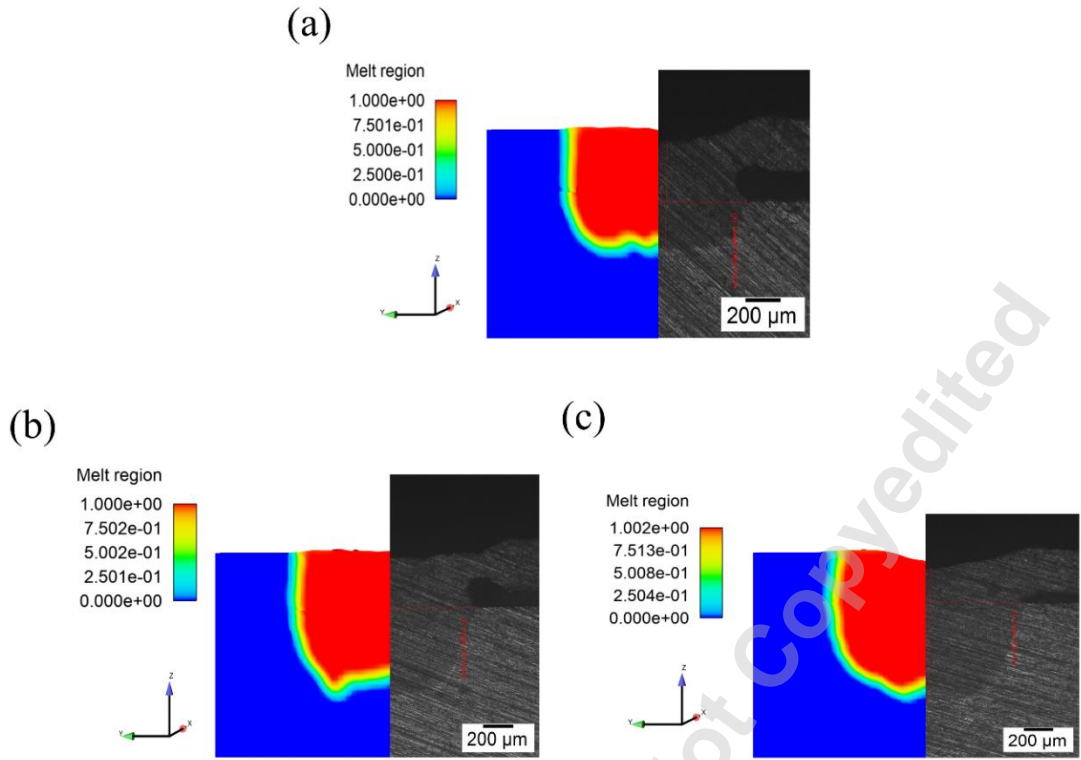 (a)
Melt region
1.000e+00
7.501e-01
5.000e-01
2.500e-01
0.000e+00
Z
Y
X
200 µm
(b)
Melt region
1.000e+00
7.502e-01
5.002e-01
2.501e-01
0.000e+00
Z
Y
X
200 µm
(c)
Melt region
1.002e+00
7.513e-01
5.008e-01
2.504e-01
0.000e+00
Z
Y
X
200 µm
ot Copyedited